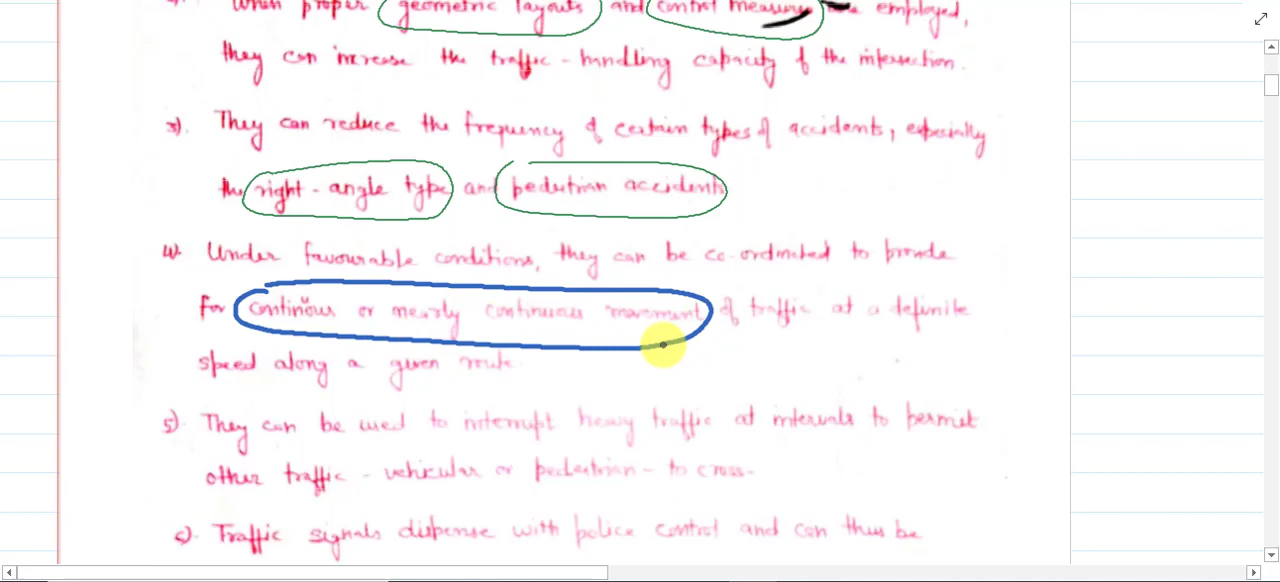 when proper geometric layouts and control measures are employed,
they can increase the traffic - handling capacity of the intersection.
3). They can reduce the frequency of certain types of accidents, especially
the right - angle type and pedestrian accidents
4). Under favourable conditions, they can be co-ordinated to provide
for continuous or nearly continuous movement of traffic at a definite
speed along a given route.
5). They can be used to interrupt heavy traffic at intervals to permit
other traffic - vehicular or pedestrian - to cross.
6). Traffic signals dispense with police control and can thus be